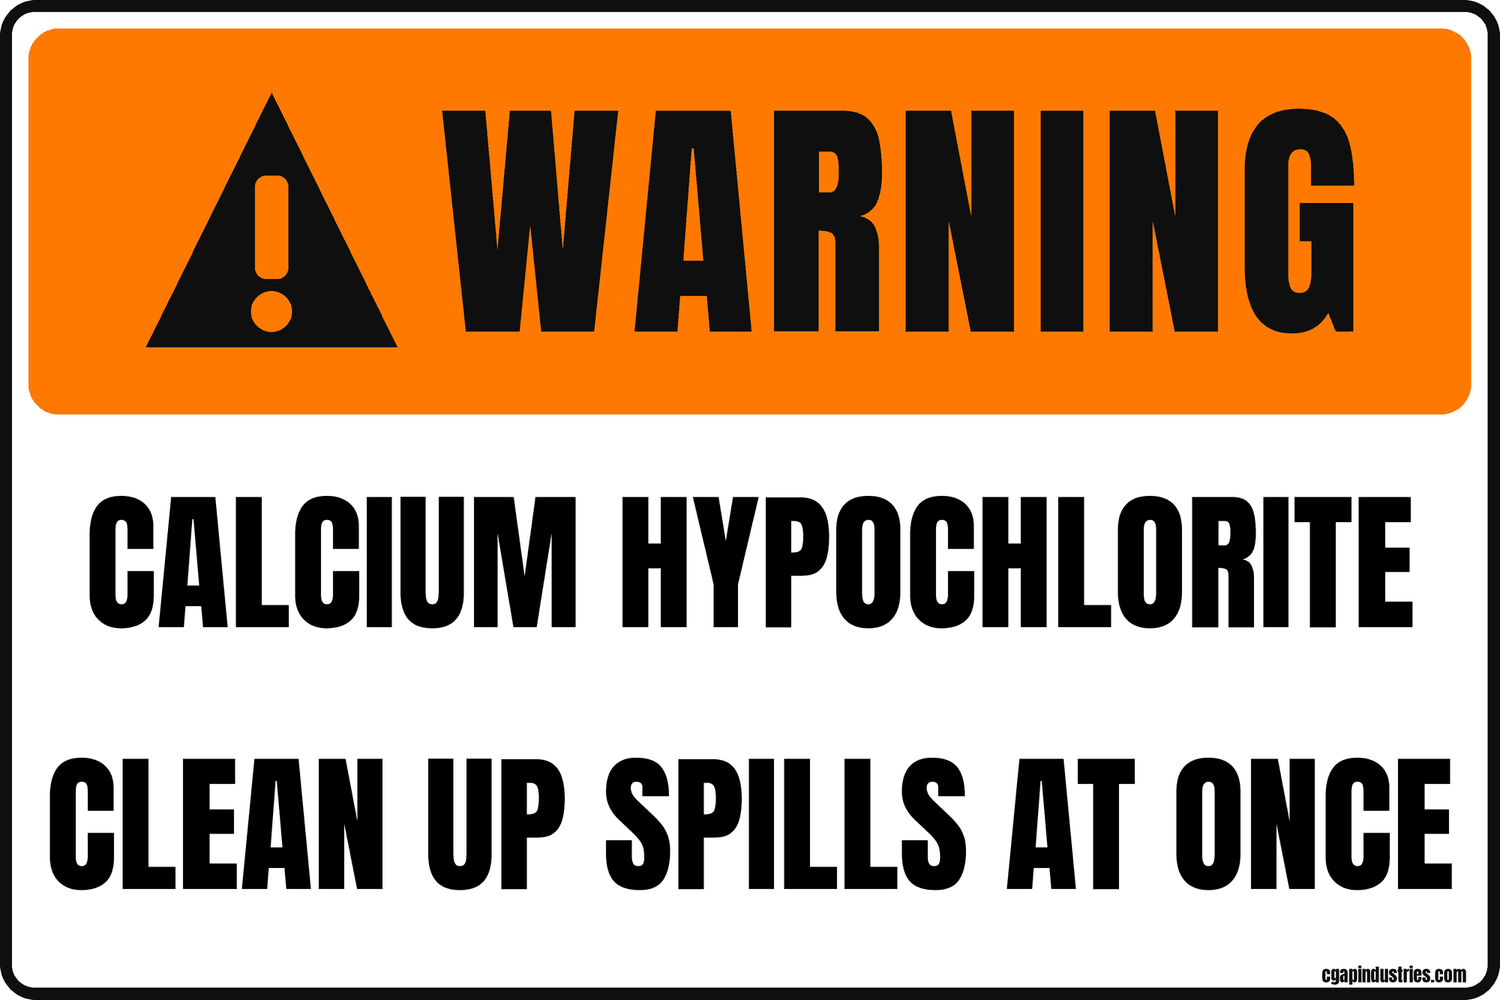 WARNING
CALCIUM HYPOCHLORITE
CLEAN UP SPILLS AT ONCE
cgapindustries.com